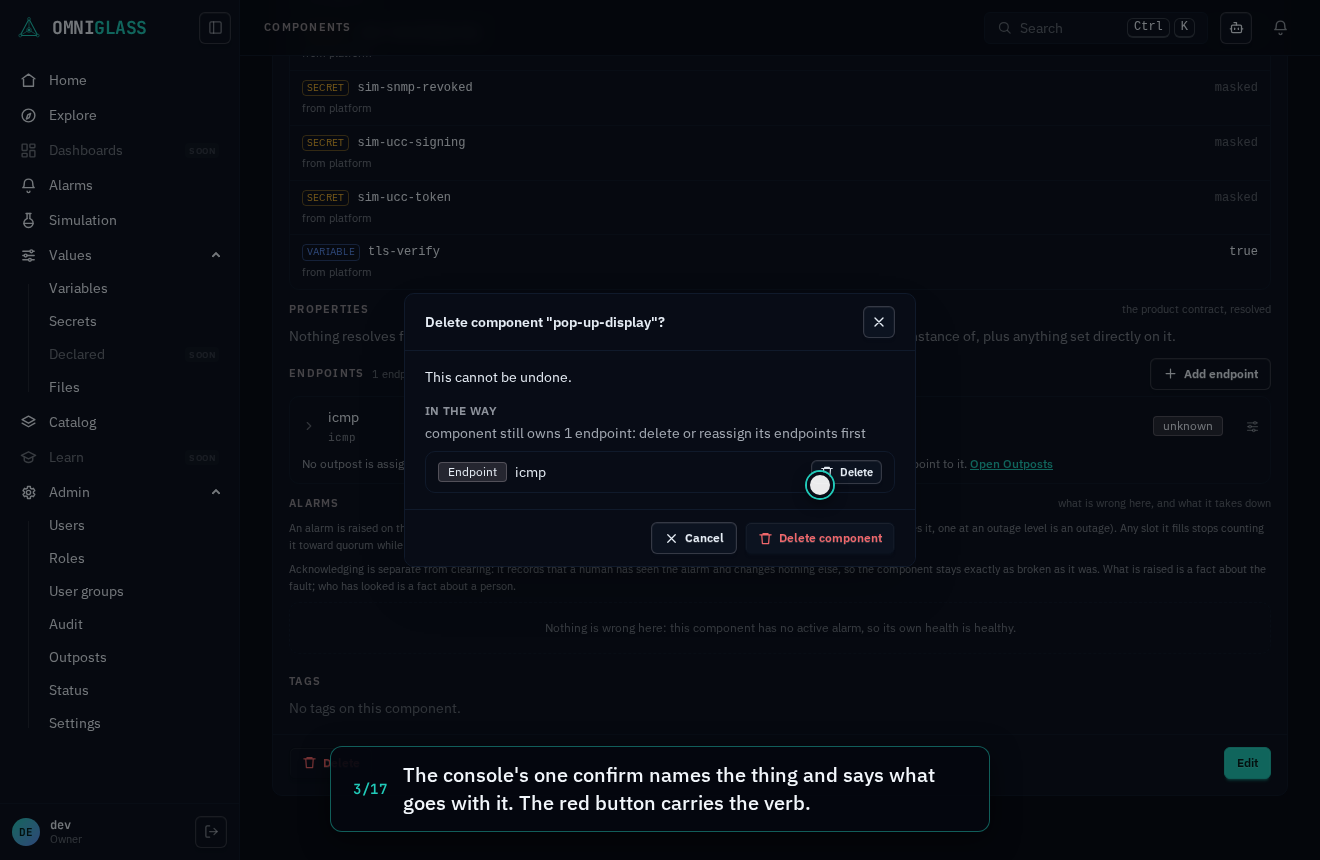 OMNIGLASS
COMPONENTS
Search
Ctrl
K
Home
Explore
Dashboards
SOON
Alarms
Simulation
Values
Variables
Secrets
Declared
SOON
Files
Catalog
Learn
SOON
Admin
Users
Roles
User groups
Audit
Outposts
Status
Settings
DE
dev
Owner
from platform
SECRET sim-snmp-revoked masked
from platform
SECRET sim-ucc-signing masked
from platform
SECRET sim-ucc-token masked
from platform
VARIABLE tls-verify true
from platform
PROPERTIES the product contract, resolved
Nothing resolves f
stance of, plus anything set directly on it.
ENDPOINTS 1 endp
Add endpoint
icmp
icmp
unknown
No outpost is assig
point to it. Open Outposts
ALARMS what is wrong here, and what it takes down
An alarm is raised on th
es it, one at an outage level is an outage). Any slot it fills stops counting
it toward quorum while
Acknowledging is separate from clearing: it records that a human has seen the alarm and changes nothing else, so the component stays exactly as broken as it was. What is raised is a fact about the
fault; who has looked is a fact about a person.
Nothing is wrong here: this component has no active alarm, so its own health is healthy.
TAGS
No tags on this component.
Delete
Edit
Delete component "pop-up-display"?
This cannot be undone.
IN THE WAY
component still owns 1 endpoint: delete or reassign its endpoints first
Endpoint icmp Delete
Cancel
Delete component
3/17
The console's one confirm names the thing and says what
goes with it. The red button carries the verb.